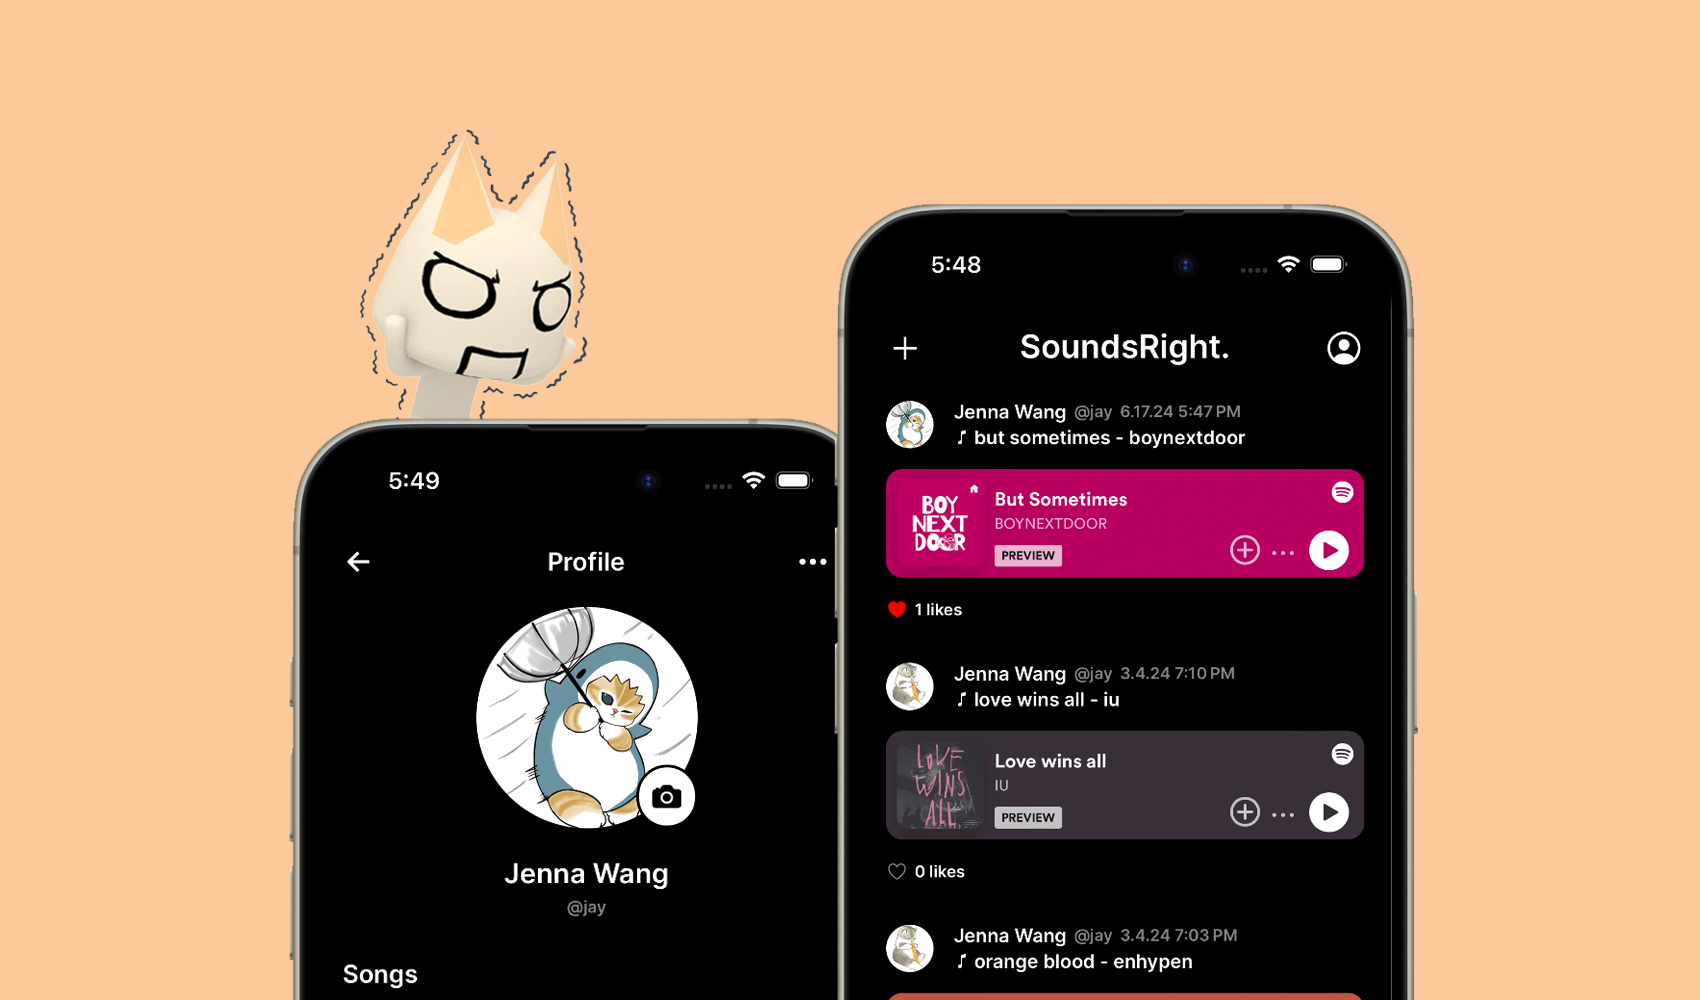 5:49
Profile
Jenna Wang
@jay
Songs
5:48
SoundsRight.
Jenna Wang @jay 6.17.24 5:47 PM
but sometimes - boynextdoor
BOY
NEXT
DOOR
But Sometimes
BOYNEXTDOOR
PREVIEW
1 likes
Jenna Wang @jay 3.4.24 7:10 PM
love wins all - iu
LOVE
WINS
ALL
Love wins all
IU
PREVIEW
0 likes
Jenna Wang @jay 3.4.24 7:03 PM
orange blood - enhypen